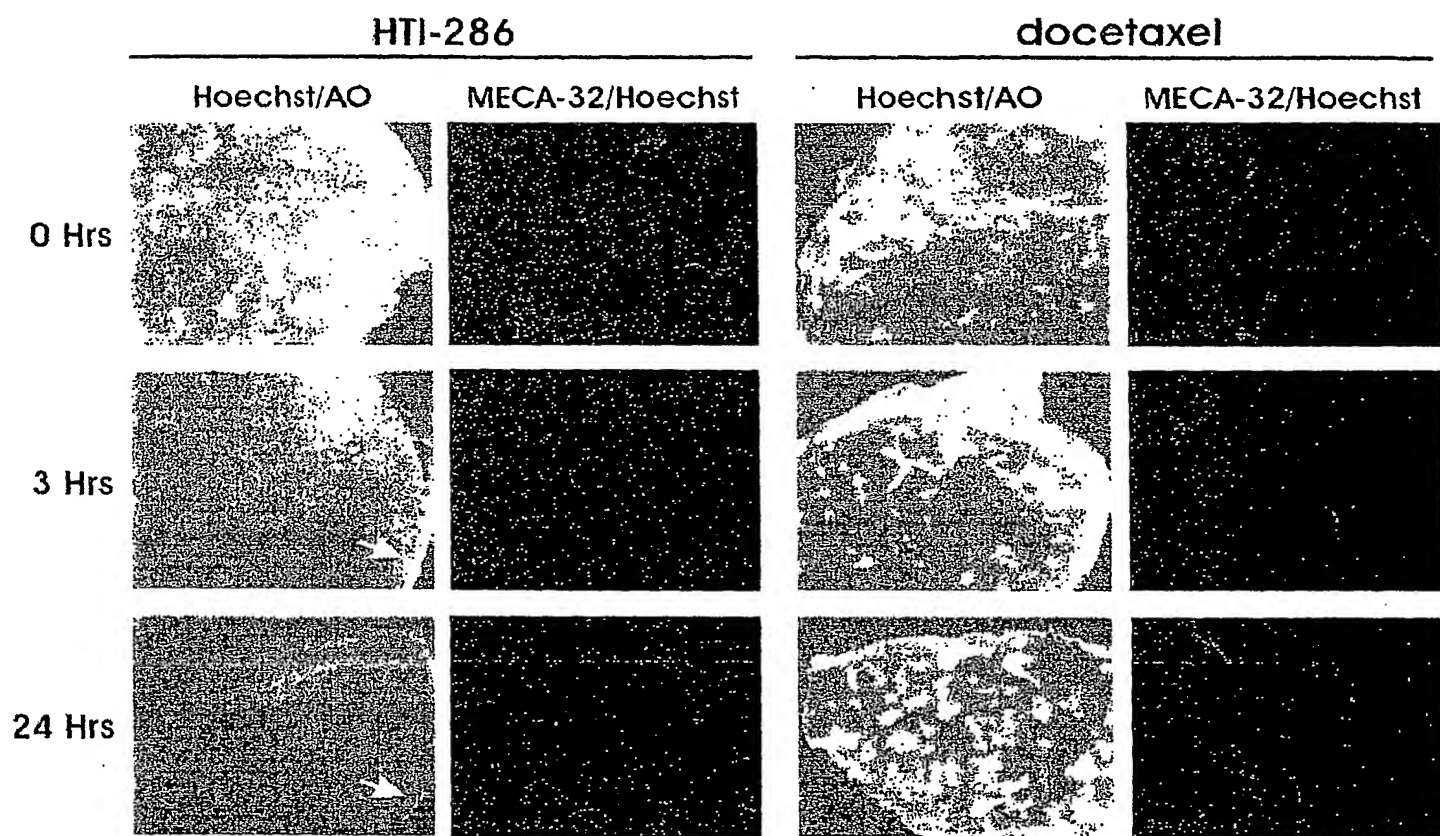 HTI-286 docetaxel
Hoechst/AO MECA-32/Hoechst Hoechst/AO MECA-32/Hoechst
0 Hrs
3 Hrs
24 Hrs